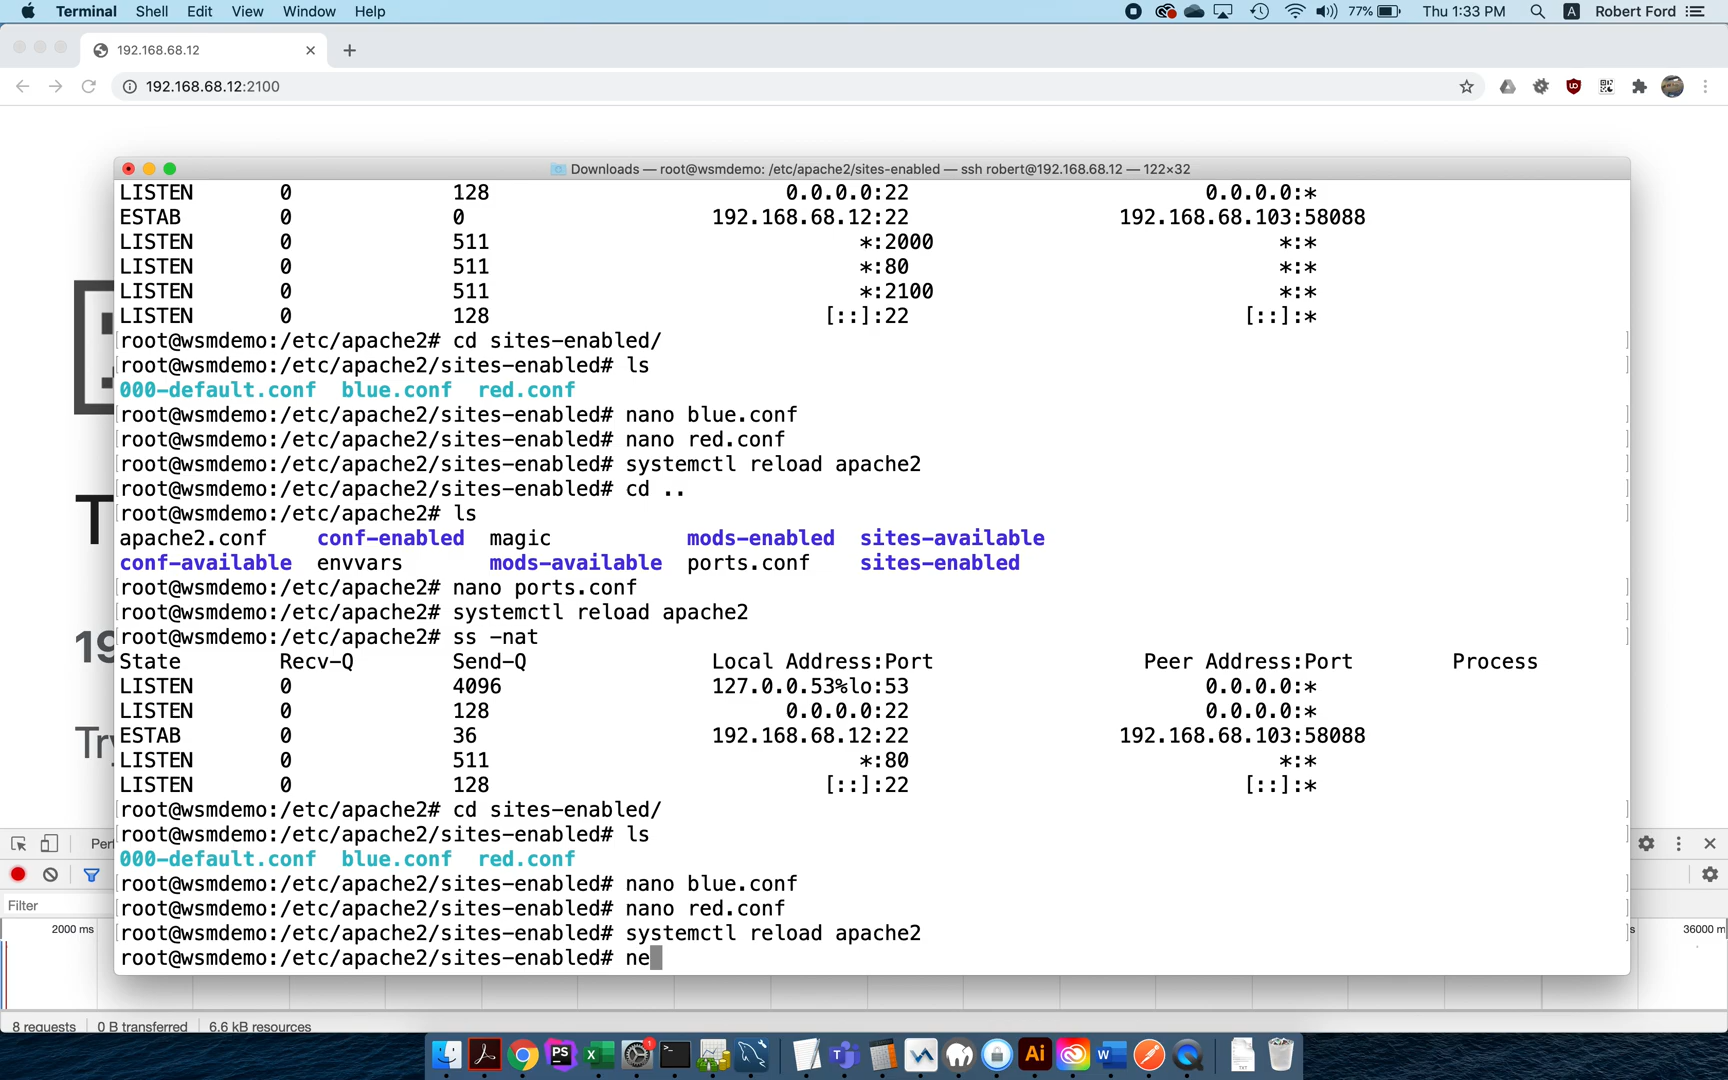 Terminal Shell Edit View Window Help 77% Thu 1:33 PM A Robert Ford
192.168.68.12
192.168.68.12:2100
Downloads — root@wsmdemo: /etc/apache2/sites-enabled — ssh robert@192.168.68.12 — 122×32
LISTEN 0 128 0.0.0.0:22 0.0.0.0:*
ESTAB 0 0 192.168.68.12:22 192.168.68.103:58088
LISTEN 0 511 *:2000 *:*
LISTEN 0 511 *:80 *:*
LISTEN 0 511 *:2100 *:*
LISTEN 0 128 [::]:22 [::]:*
root@wsmdemo:/etc/apache2# cd sites-enabled/
root@wsmdemo:/etc/apache2/sites-enabled# ls
000-default.conf blue.conf red.conf
root@wsmdemo:/etc/apache2/sites-enabled# nano blue.conf
root@wsmdemo:/etc/apache2/sites-enabled# nano red.conf
root@wsmdemo:/etc/apache2/sites-enabled# systemctl reload apache2
root@wsmdemo:/etc/apache2/sites-enabled# cd ..
root@wsmdemo:/etc/apache2# ls
apache2.conf conf-enabled magic mods-enabled sites-available
conf-available envvars mods-available ports.conf sites-enabled
root@wsmdemo:/etc/apache2# nano ports.conf
root@wsmdemo:/etc/apache2# systemctl reload apache2
root@wsmdemo:/etc/apache2# ss -nat
State Recv-Q Send-Q Local Address:Port Peer Address:Port Process
LISTEN 0 4096 127.0.0.53%lo:53 0.0.0.0:*
LISTEN 0 128 0.0.0.0:22 0.0.0.0:*
ESTAB 0 36 192.168.68.12:22 192.168.68.103:58088
LISTEN 0 511 *:80 *:*
LISTEN 0 128 [::]:22 [::]:*
root@wsmdemo:/etc/apache2# cd sites-enabled/
root@wsmdemo:/etc/apache2/sites-enabled# ls
000-default.conf blue.conf red.conf
root@wsmdemo:/etc/apache2/sites-enabled# nano blue.conf
root@wsmdemo:/etc/apache2/sites-enabled# nano red.conf
root@wsmdemo:/etc/apache2/sites-enabled# systemctl reload apache2
root@wsmdemo:/etc/apache2/sites-enabled# ne
Filter
2000 ms
8 requests 0 B transferred 6.6 kB resources